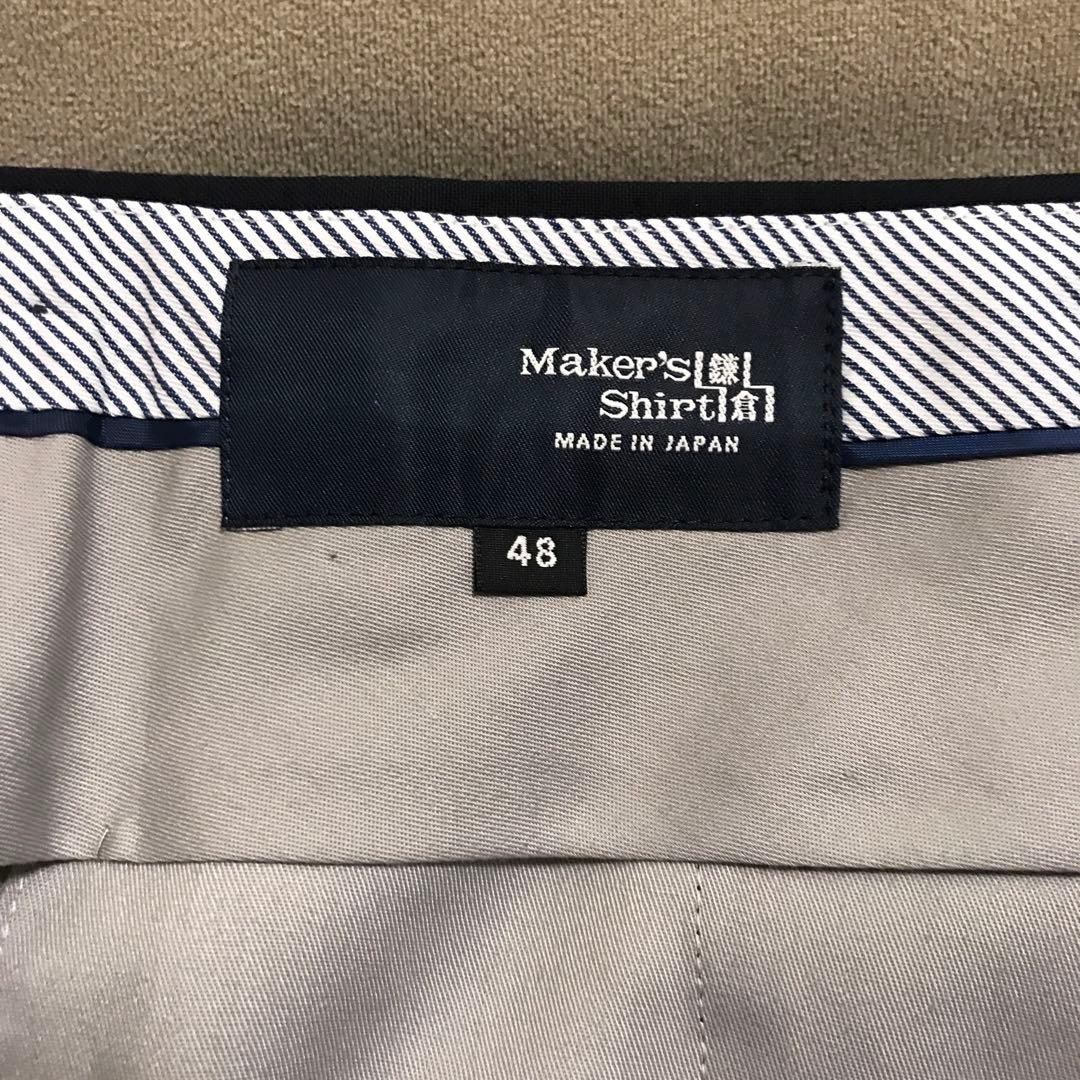 Maker's 鎌
Shirt 倉
MADE IN JAPAN
48